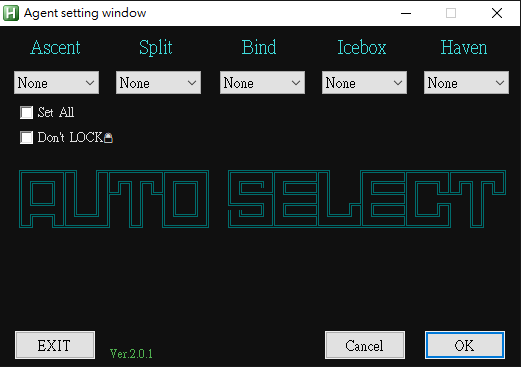 Agent setting window
Ascent Split Bind Icebox Haven
None None None None None
Set All
Don't LOCK🔒
AUTO SELECT
EXIT Ver.2.0.1 Cancel OK